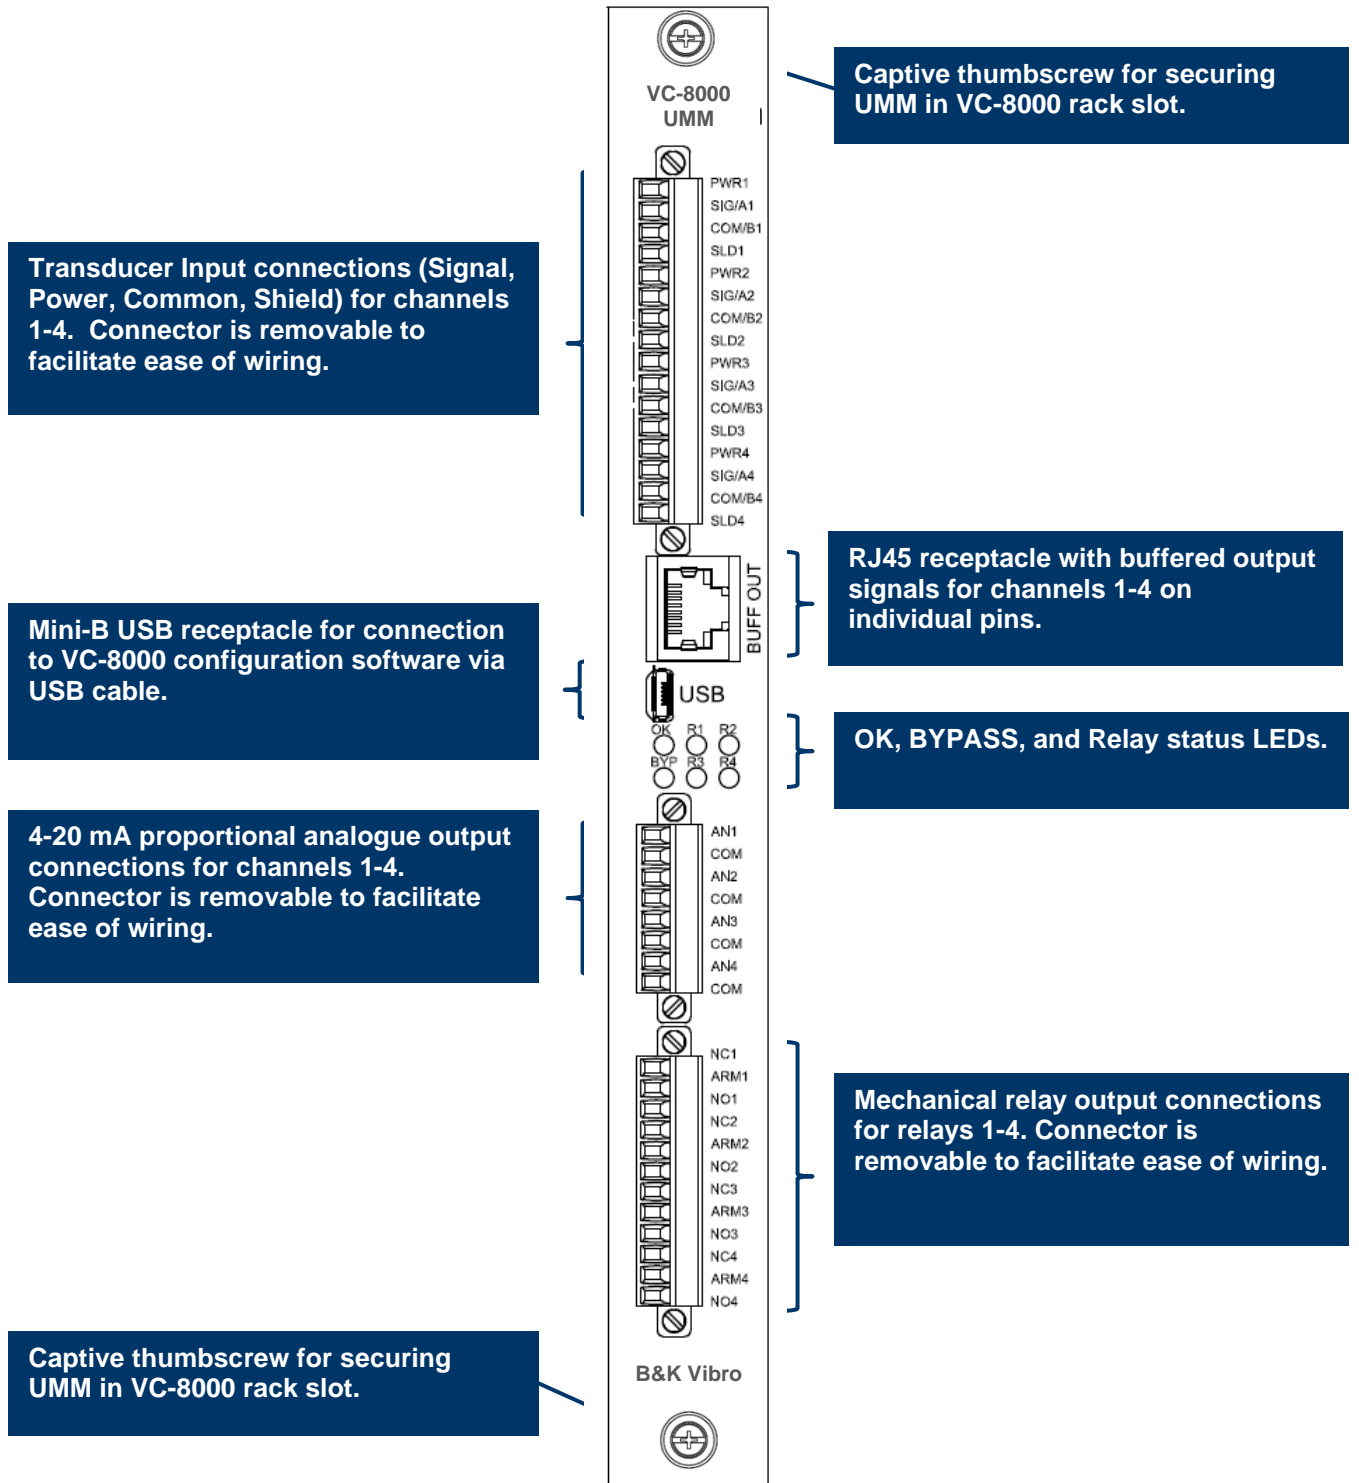 VC-8000
UMM
Captive thumbscrew for securing
UMM in VC-8000 rack slot.
PWR1
SIG/A1
COM/B1
SLD1
PWR2
SIG/A2
COM/B2
SLD2
PWR3
SIG/A3
COM/B3
SLD3
PWR4
SIG/A4
COM/B4
SLD4
Transducer Input connections (Signal,
Power, Common, Shield) for channels
1-4.  Connector is removable to
facilitate ease of wiring.
BUFF OUT
RJ45 receptacle with buffered output
signals for channels 1-4 on
individual pins.
Mini-B USB receptacle for connection
to VC-8000 configuration software via
USB cable.
USB
OK R1 R2
BYP R3 R4
OK, BYPASS, and Relay status LEDs.
4-20 mA proportional analogue output
connections for channels 1-4.
Connector is removable to facilitate
ease of wiring.
AN1
COM
AN2
COM
AN3
COM
AN4
COM
NC1
ARM1
NO1
NC2
ARM2
NO2
NC3
ARM3
NO3
NC4
ARM4
NO4
Mechanical relay output connections
for relays 1-4. Connector is
removable to facilitate ease of wiring.
Captive thumbscrew for securing
UMM in VC-8000 rack slot.
B&K Vibro